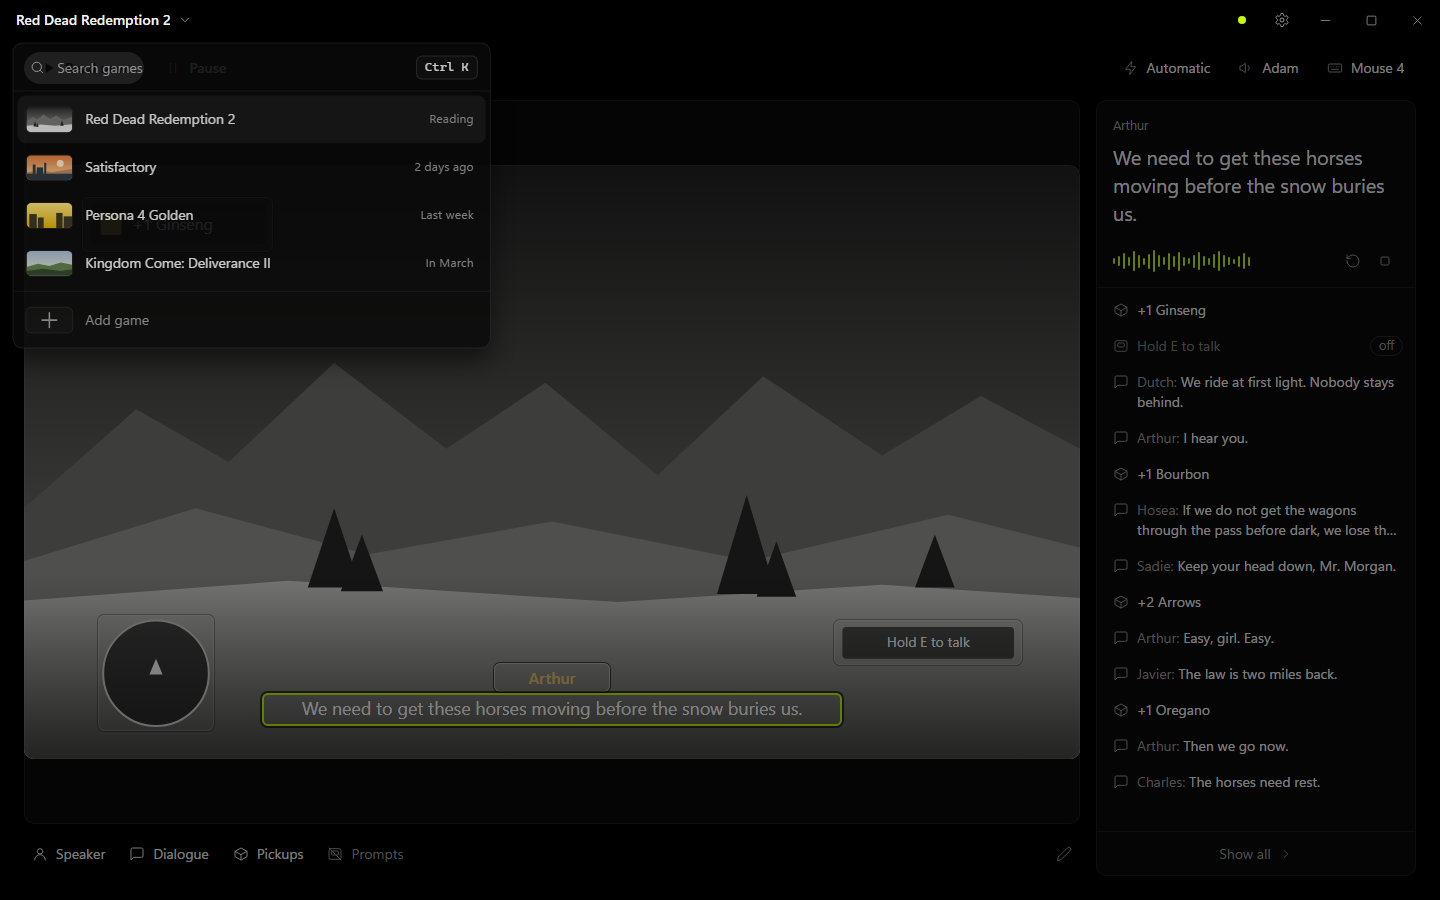 Red Dead Redemption 2
Search games
Pause
Ctrl K
Automatic
Adam
Mouse 4
Red Dead Redemption 2
Reading
Satisfactory
2 days ago
Persona 4 Golden
Last week
+1 Ginseng
Kingdom Come: Deliverance II
In March
Add game
Hold E to talk
Arthur
We need to get these horses moving before the snow buries us.
Speaker
Dialogue
Pickups
Prompts
Arthur
We need to get these horses
moving before the snow buries
us.
+1 Ginseng
Hold E to talk
off
Dutch: We ride at first light. Nobody stays
behind.
Arthur: I hear you.
+1 Bourbon
Hosea: If we do not get the wagons
through the pass before dark, we lose th...
Sadie: Keep your head down, Mr. Morgan.
+2 Arrows
Arthur: Easy, girl. Easy.
Javier: The law is two miles back.
+1 Oregano
Arthur: Then we go now.
Charles: The horses need rest.
Show all